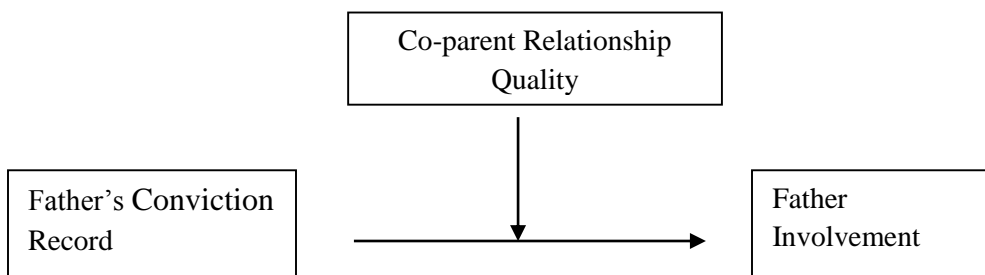 Co-parent Relationship
Quality
Father’s Conviction
Record
Father
Involvement